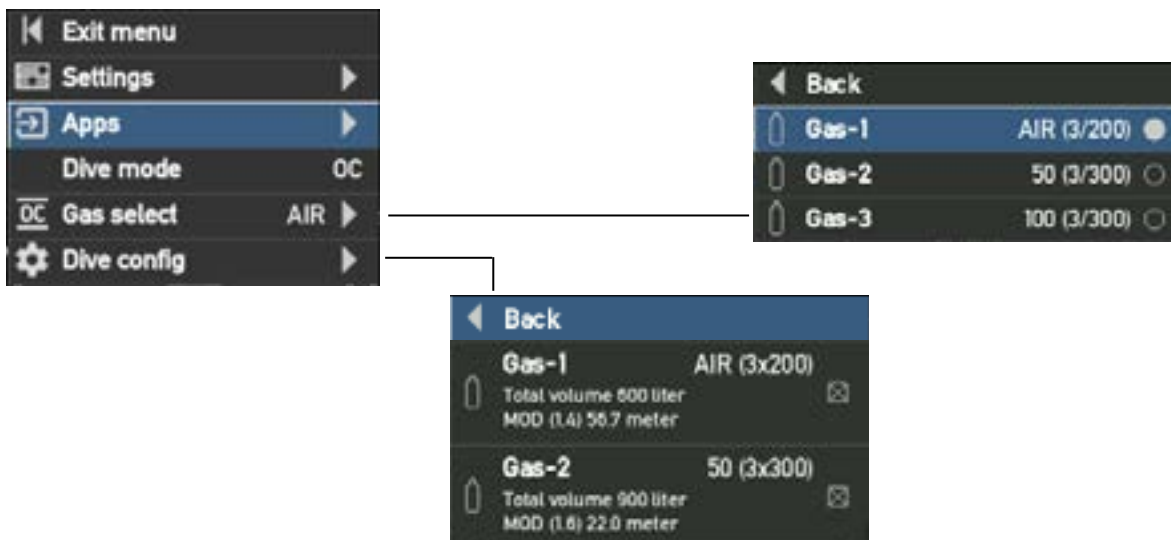 Exit menu
Settings
Apps
Dive mode OC
OC Gas select AIR
Dive config
Back
Gas-1 AIR (3/200)
Gas-2 50 (3/300)
Gas-3 100 (3/300)
Back
Gas-1 AIR (3x200)
Total volume 600 liter
MOD (1.4) 56.7 meter
Gas-2 50 (3x300)
Total volume 900 liter
MOD (1.6) 22.0 meter